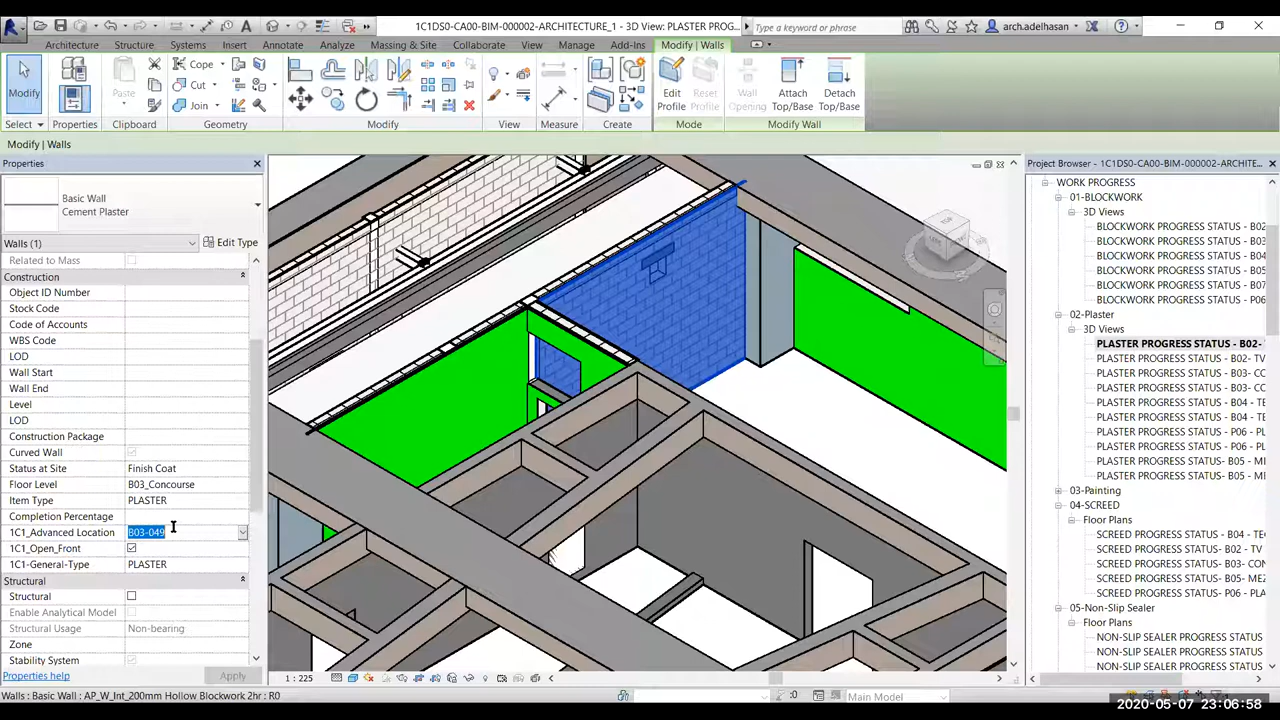 1C1DS0-CA00-BIM-000002-ARCHITECTURE_1 - 3D View: PLASTER PROG...
Type a keyword or phrase
arch.adelhasan
Architecture Structure Systems Insert Annotate Analyze Massing & Site Collaborate View Manage Add-Ins Modify | Walls
Modify
Paste
Cope
Cut
Join
Edit Profile
Reset Profile
Wall Opening
Attach Top/Base
Detach Top/Base
Select Properties Clipboard Geometry Modify View Measure Create Mode Modify Wall
Modify | Walls
Properties
Basic Wall
Cement Plaster
Walls (1) Edit Type
Related to Mass
Construction
Object ID Number
Stock Code
Code of Accounts
WBS Code
LOD
Wall Start
Wall End
Level
LOD
Construction Package
Curved Wall
Status at Site Finish Coat
Floor Level B03_Concourse
Item Type PLASTER
Completion Percentage
1C1_Advanced Location B03-049
1C1_Open_Front
1C1-General-Type PLASTER
Structural
Structural
Enable Analytical Model
Structural Usage Non-bearing
Zone
Stability System
Properties help Apply
1 : 225
Walls : Basic Wall : AP_W_Int_200mm Hollow Blockwork 2hr : R0
:0
Main Model
Project Browser - 1C1DS0-CA00-BIM-000002-ARCHITE...
WORK PROGRESS
01-BLOCKWORK
3D Views
BLOCKWORK PROGRESS STATUS - B02
BLOCKWORK PROGRESS STATUS - B03
BLOCKWORK PROGRESS STATUS - B04
BLOCKWORK PROGRESS STATUS - B05
BLOCKWORK PROGRESS STATUS - B07
BLOCKWORK PROGRESS STATUS - P06
02-Plaster
3D Views
PLASTER PROGRESS STATUS - B02-
PLASTER PROGRESS STATUS - B02- TV
PLASTER PROGRESS STATUS - B03 - CO
PLASTER PROGRESS STATUS - B03 - CO
PLASTER PROGRESS STATUS - B04 - TE
PLASTER PROGRESS STATUS - B04 - TE
PLASTER PROGRESS STATUS - P06 - PL
PLASTER PROGRESS STATUS - P06 - PL
PLASTER PROGRESS STATUS- B05 - ME
PLASTER PROGRESS STATUS- B05 - MEZ
03-Painting
04-SCREED
Floor Plans
SCREED PROGRESS STATUS - B04 - TEC
SCREED PROGRESS STATUS - B02 - TV
SCREED PROGRESS STATUS - B03- CON
SCREED PROGRESS STATUS - B05- MEZ
SCREED PROGRESS STATUS - P06 - PLA
05-Non-Slip Sealer
Floor Plans
NON-SLIP SEALER PROGRESS STATUS
NON-SLIP SEALER PROGRESS STATUS
NON-SLIP SEALER PROGRESS STATUS
2020-05-07 23:06:58